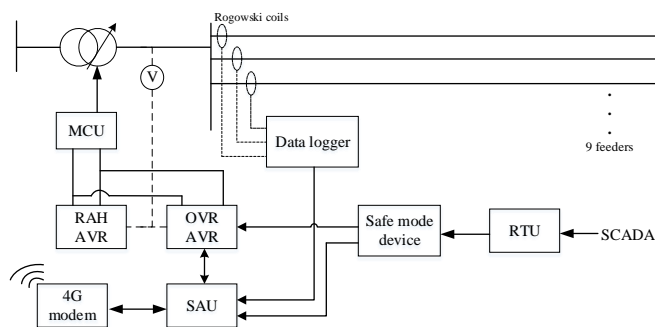 Rogowski coils
V
MCU
Data logger
9 feeders
RAH
AVR
OVR
AVR
Safe mode
device
RTU
SCADA
4G
modem
SAU